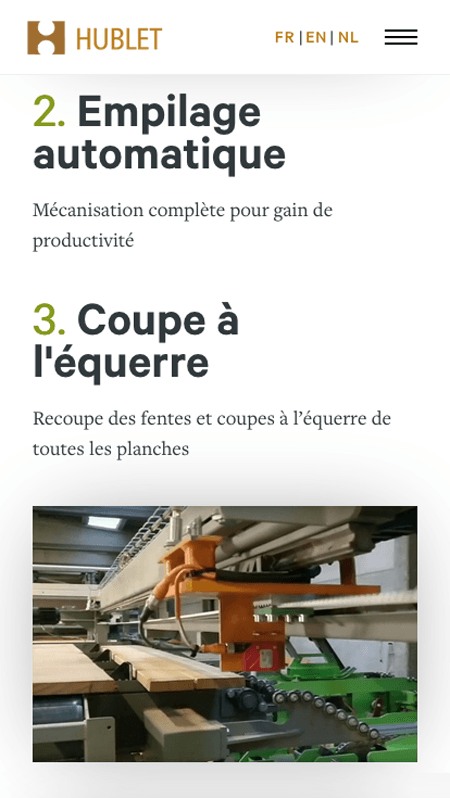 HUBLET
FR | EN | NL
2. Empilage
automatique
Mécanisation complète pour gain de
productivité
3. Coupe à
l'équerre
Recoupe des fentes et coupes à l’équerre de
toutes les planches